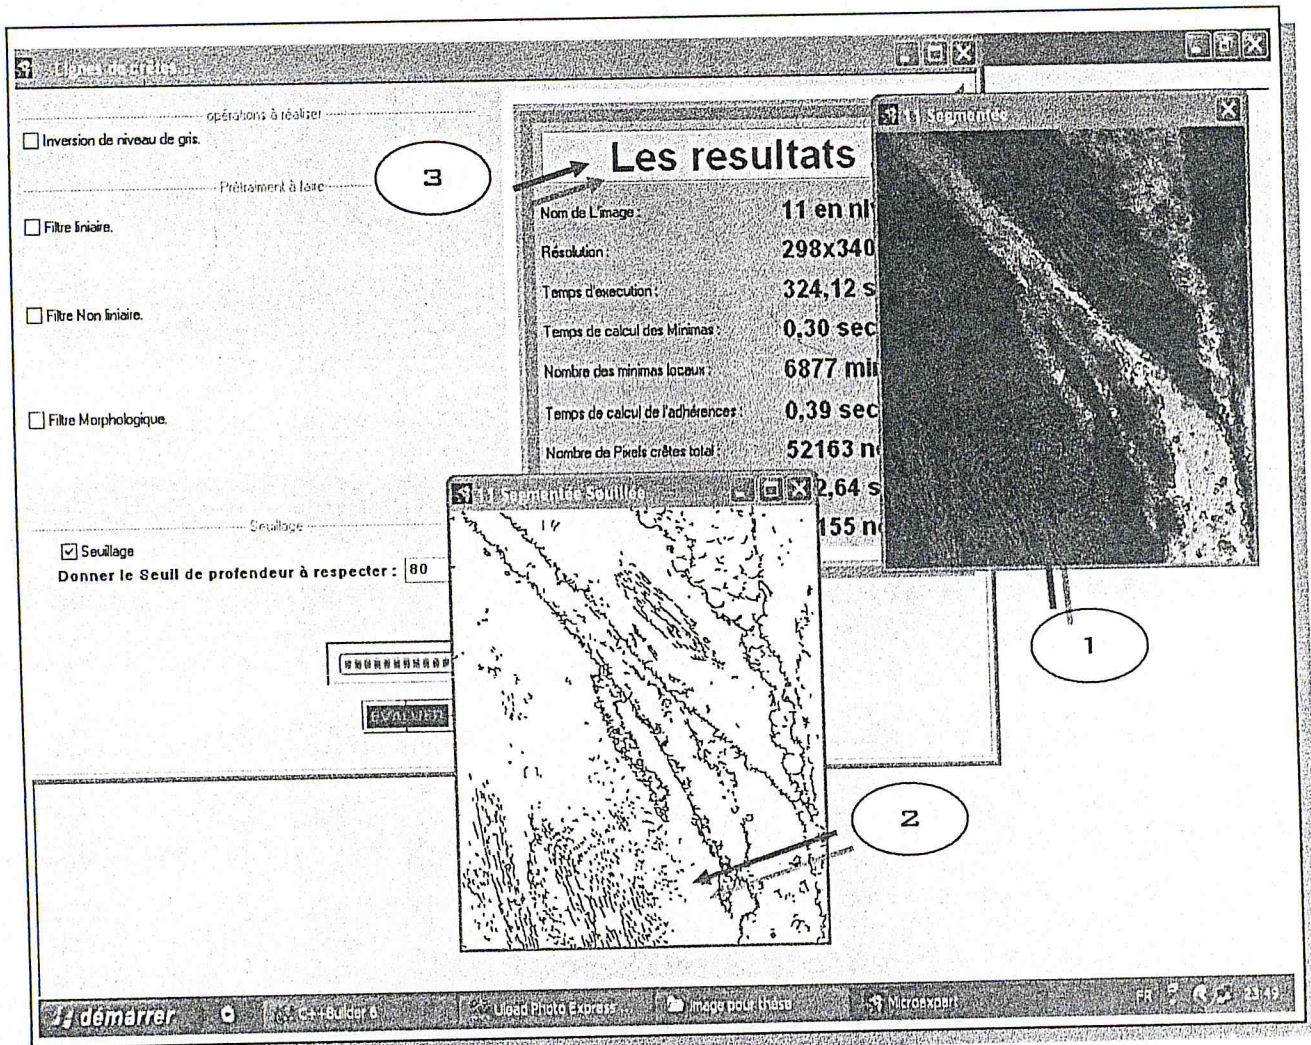 Lignes de crêtes
opérations à réaliser
Inversion de niveau de gris.
Prétraiment à faire
Filtre liniaire.
Filtre Non liniaire.
Filtre Morphologique.
Seuillage
Seuillage
Donner le Seuil de profendeur à respecter : 80
EVALUER
3
Les resultats
Nom de L'image : 11 en niv
Résolution : 298x340
Temps d'execution : 324,12 s
Temps de calcul des Minimas : 0,30 sec
Nombre des minimas locaux : 6877 min
Temps de calcul de l'adhérences : 0,39 sec
Nombre de Pixels crêtes total : 52163 n
2,64 s
155 n
11 Segmentée
1
11 Segmentée Seuillée
2
démarrer
C++Builder 6
Ulead Photo Express ...
image pour thése
Microexpert
FR
23:49